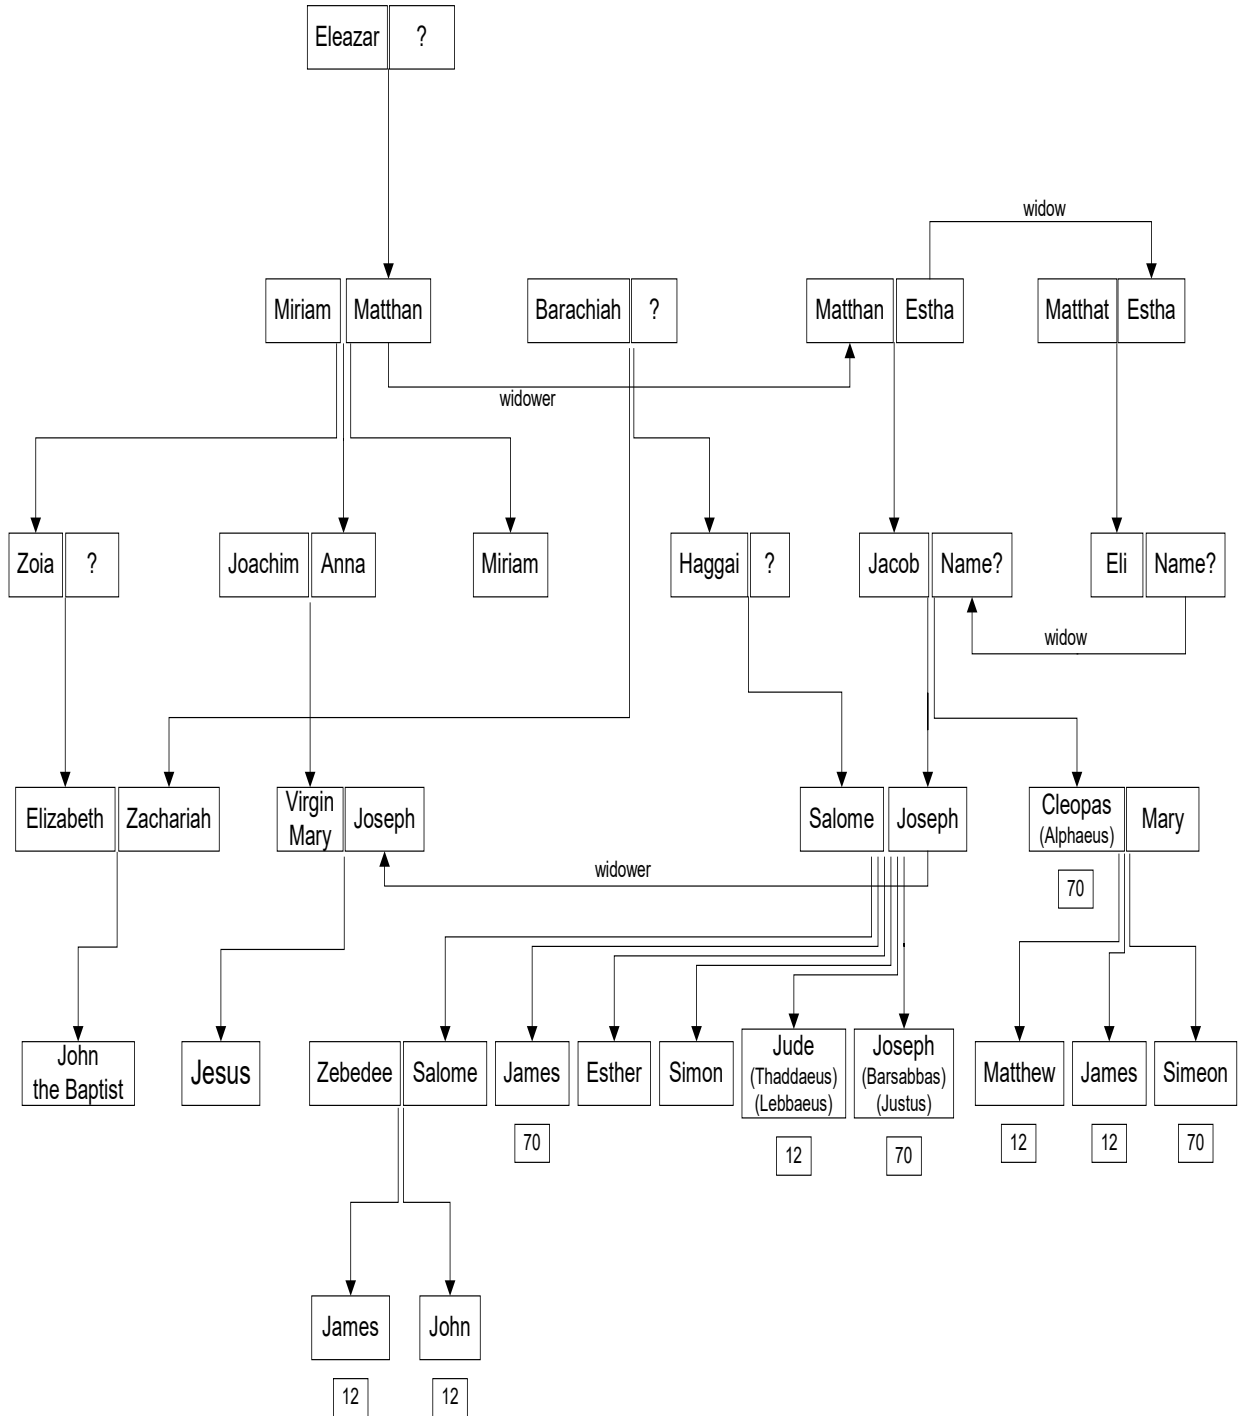 Eleazar ?
widow
Miriam Matthan Barachiah ? Matthan Estha Matthat Estha
widower
Zoia ? Joachim Anna Miriam Haggai ? Jacob Name? Eli Name?
widow
Elizabeth Zachariah
Virgin
Mary
Joseph
Salome Joseph
Cleopas
(Alphaeus)
Mary
widower
70
John
the Baptist
Jesus
Zebedee Salome James Esther Simon
Jude
(Thaddaeus)
(Lebbaeus)
Joseph
(Barsabbas)
(Justus)
Matthew James Simeon
70 12 70 12 12 70
James John
12 12